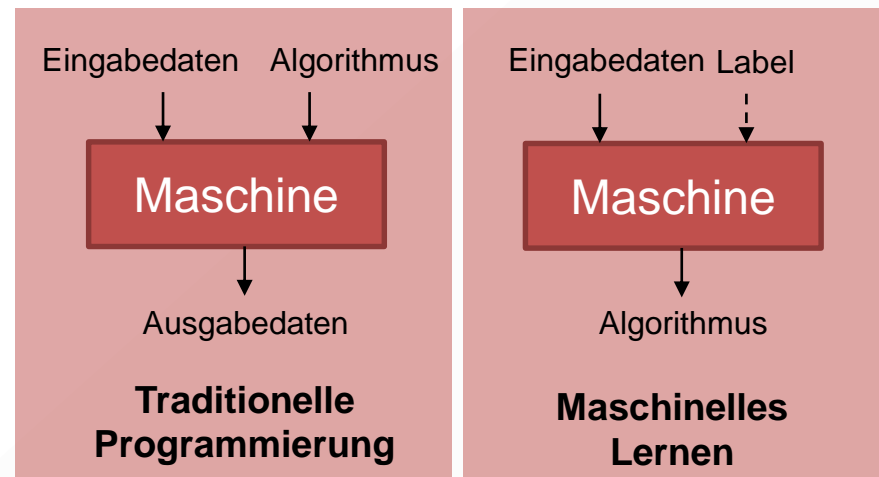 Eingabedaten Algorithmus
Maschine
Ausgabedaten
Traditionelle
Programmierung
Eingabedaten Label
Maschine
Algorithmus
Maschinelles
Lernen